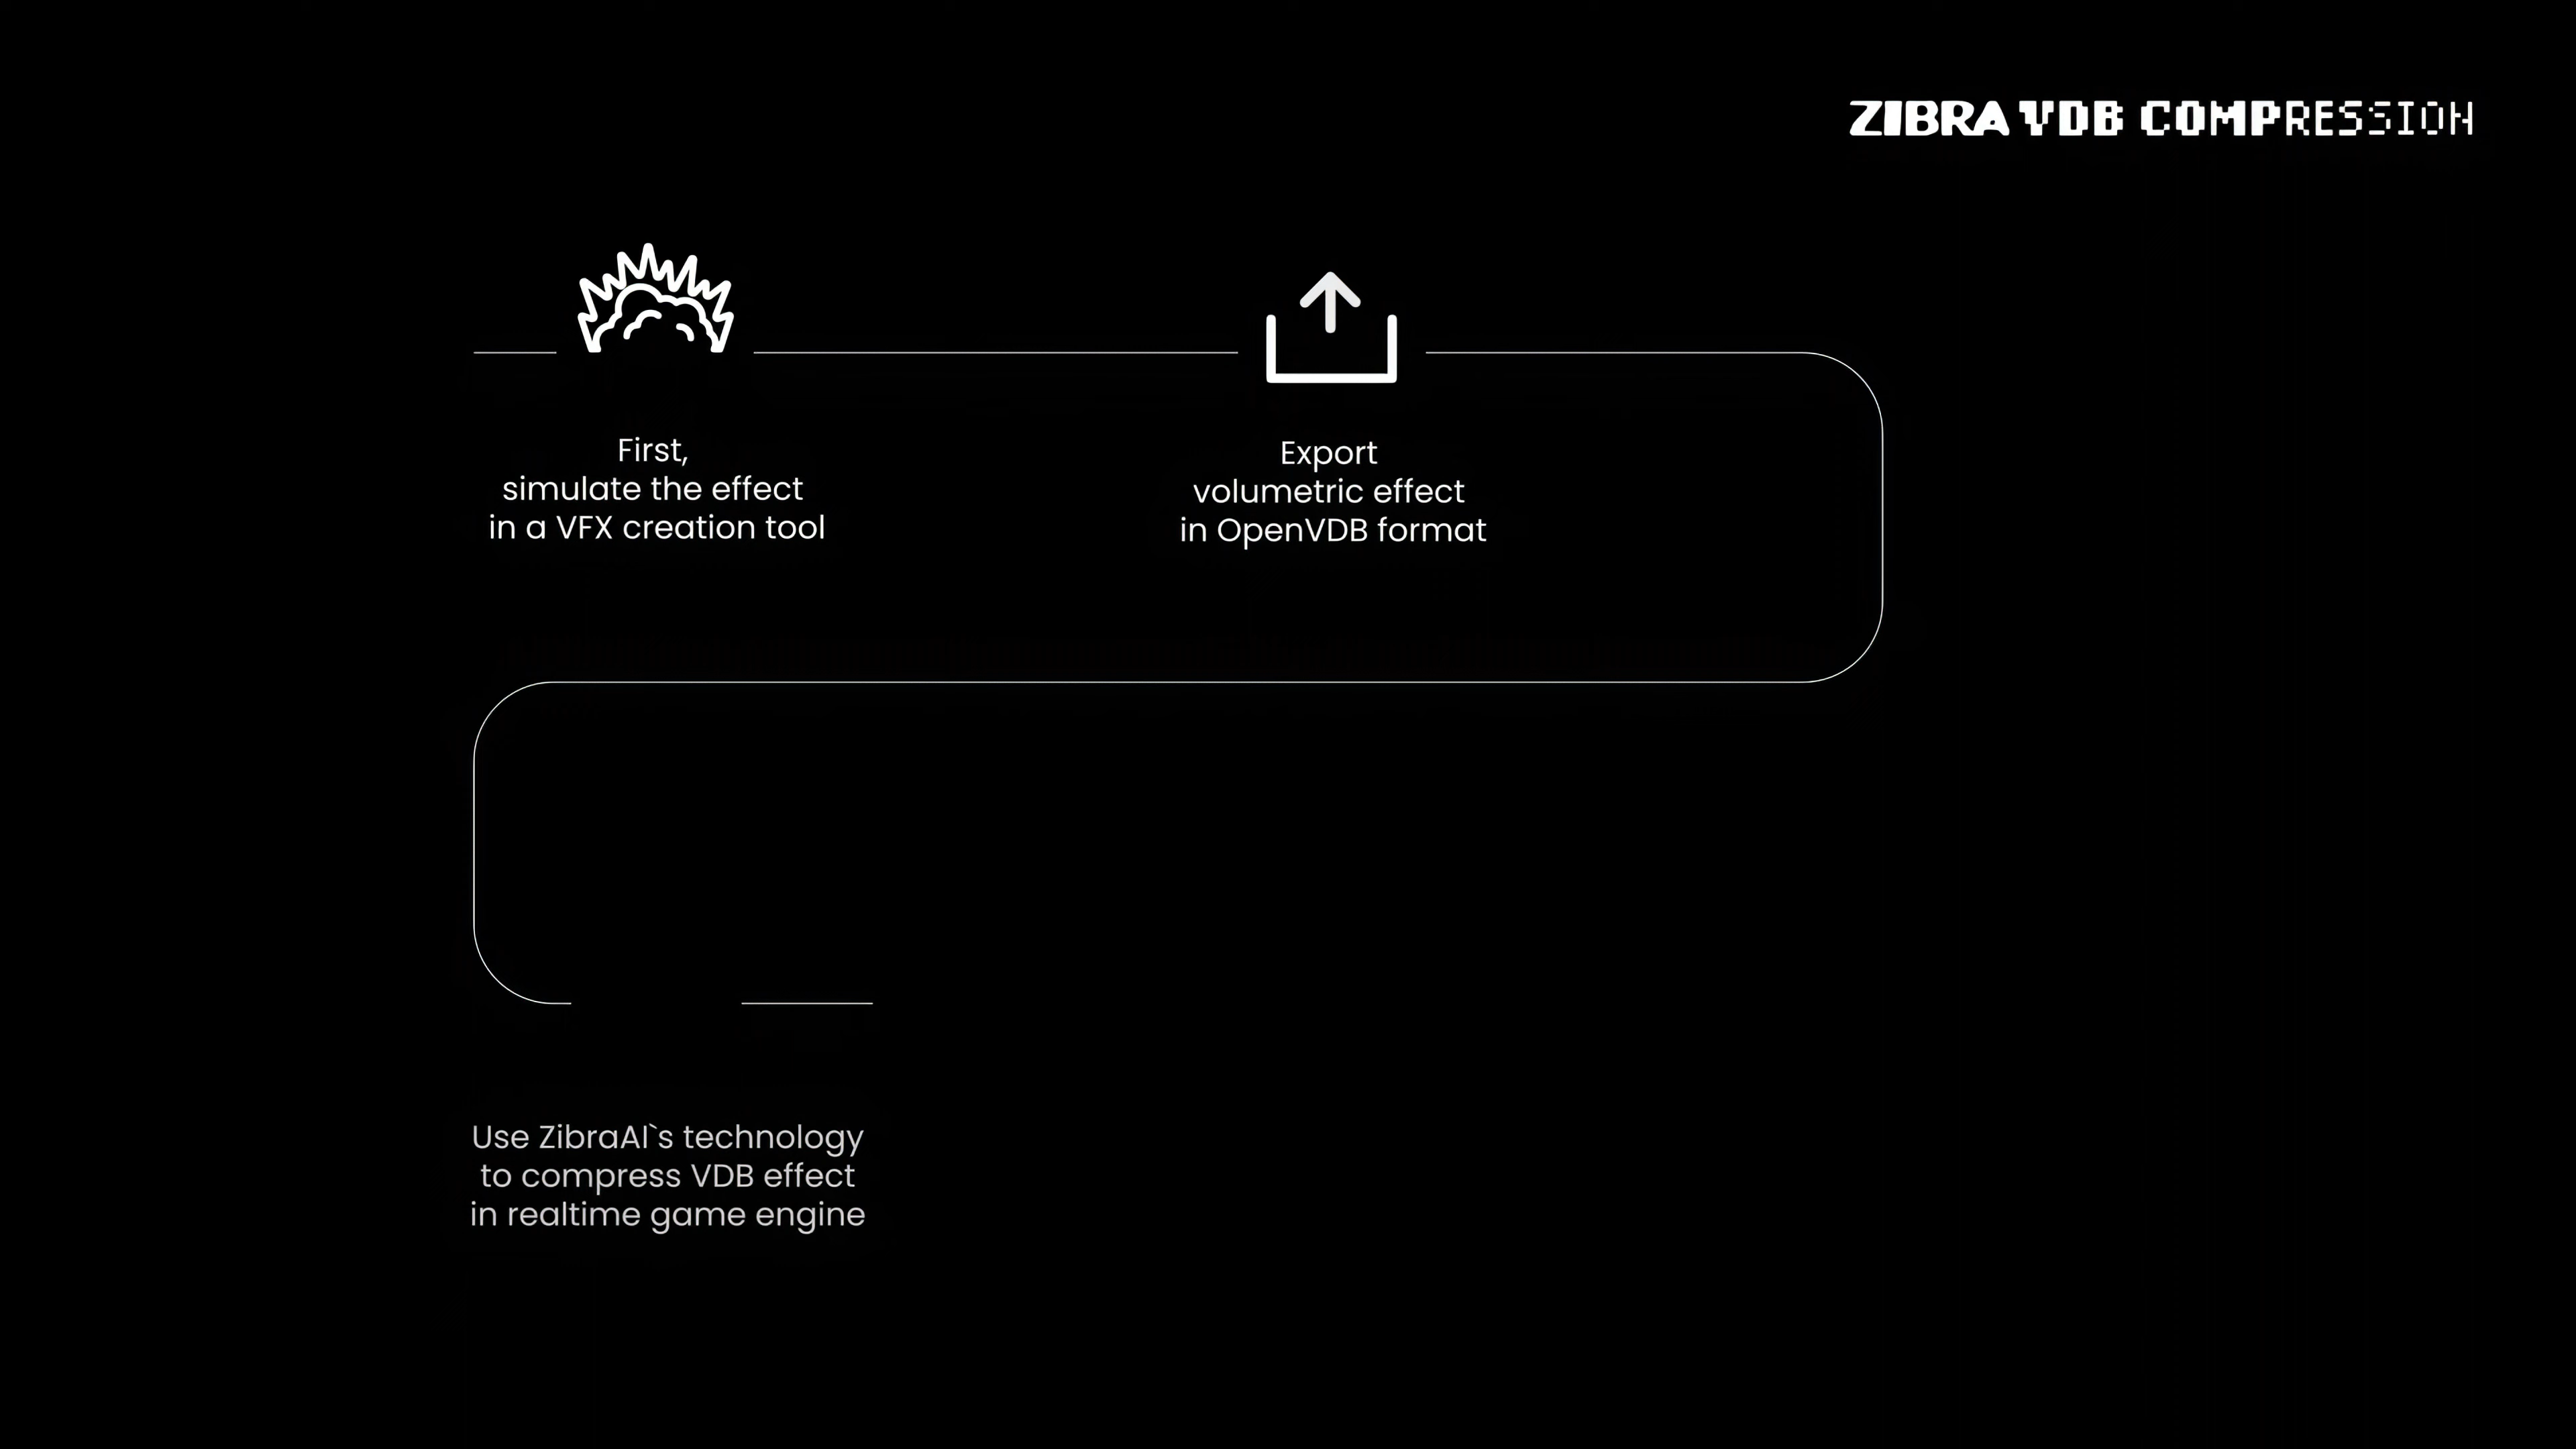 ZIBRA VDB COMPRESSION
First,
simulate the effect
in a VFX creation tool
Export
volumetric effect
in OpenVDB format
Use ZibraAI`s technology
to compress VDB effect
in realtime game engine